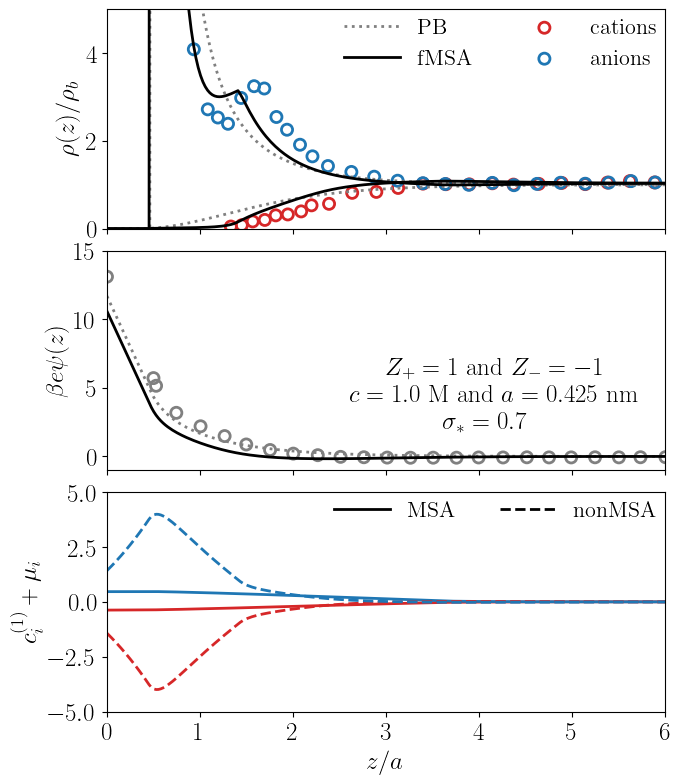 PB
fMSA
cations
anions
ρ(z)/ρ_b
4
2
0
15
10
5
0
βeψ(z)
Z₊ = 1 and Z₋ = −1
c = 1.0 M and a = 0.425 nm
σ_* = 0.7
MSA
nonMSA
c_i^{(1)} + μ_i
5.0
2.5
0.0
−2.5
−5.0
0 1 2 3 4 5 6
z/a